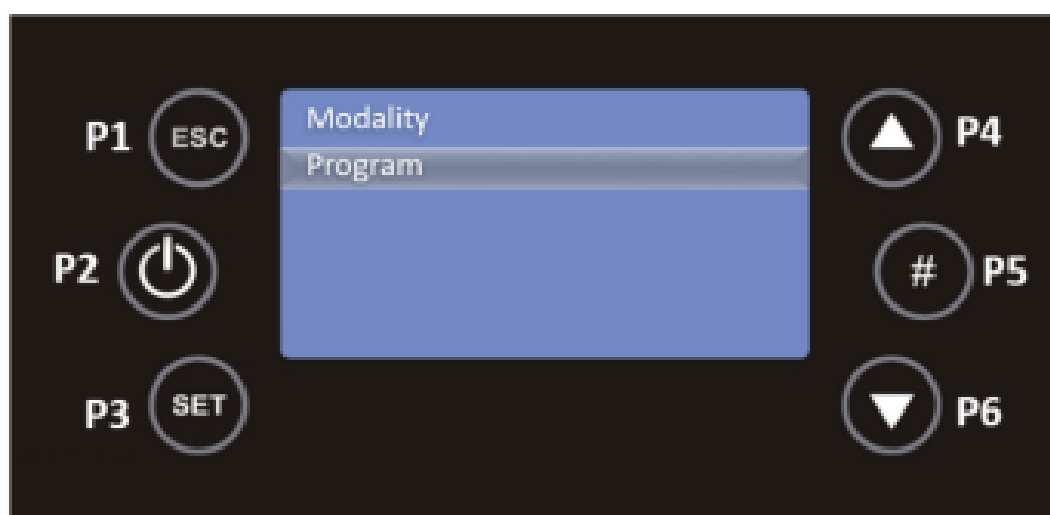 P1 ESC
Modality
P4
Program
P2
# P5
P3 SET
P6